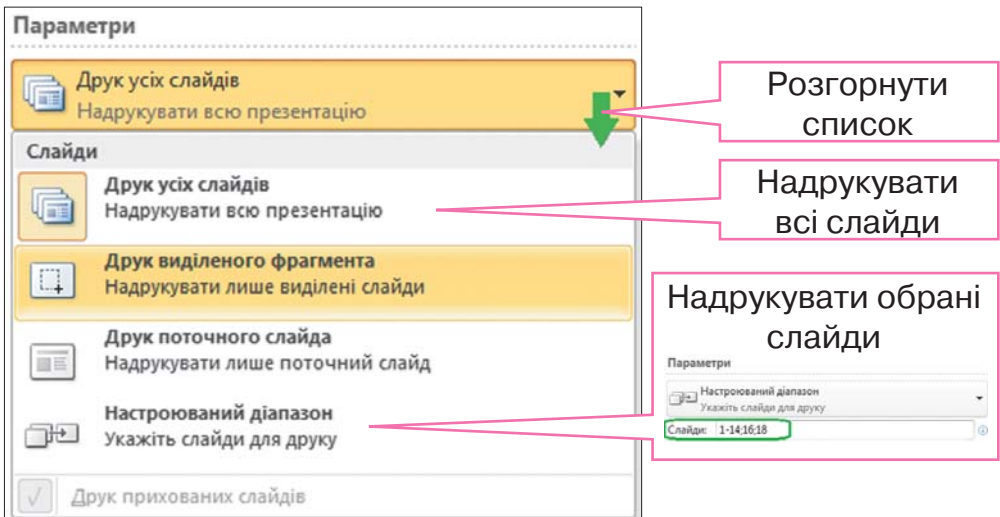 Параметри
Друк усіх слайдів
Надрукувати всю презентацію
Слайди
Друк усіх слайдів
Надрукувати всю презентацію
Друк виділеного фрагмента
Надрукувати лише виділені слайди
Друк поточного слайда
Надрукувати лише поточний слайд
Настроюваний діапазон
Укажіть слайди для друку
Друк прихованих слайдів
Розгорнути
список
Надрукувати
всі слайди
Надрукувати обрані
слайди
Параметри
Настроюваний діапазон
Укажіть слайди для друку
Слайди: 1-14;16;18